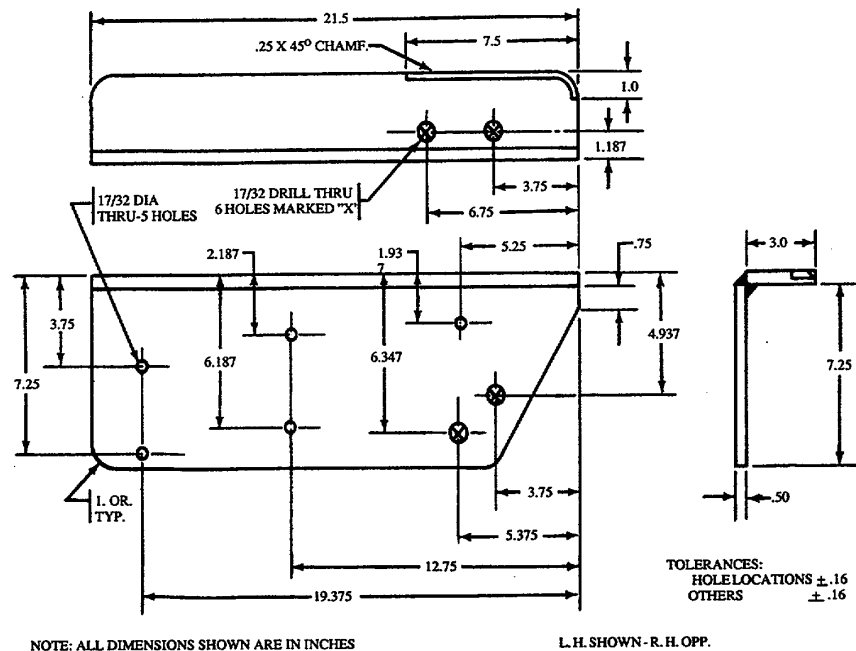 21.5
7.5
.25 X 45° CHAMF.
1.0
1.187
17/32 DIA
THRU-5 HOLES
17/32 DRILL THRU
6 HOLES MARKED "X"
3.75
6.75
2.187
1.93
7
5.25
.75
3.0
3.75
7.25
6.187
6.347
4.937
7.25
1. OR.
TYP.
3.75
.50
5.375
12.75
19.375
TOLERANCES:
HOLE LOCATIONS ± .16
OTHERS ± .16
NOTE: ALL DIMENSIONS SHOWN ARE IN INCHES
L. H. SHOWN - R. H. OPP.